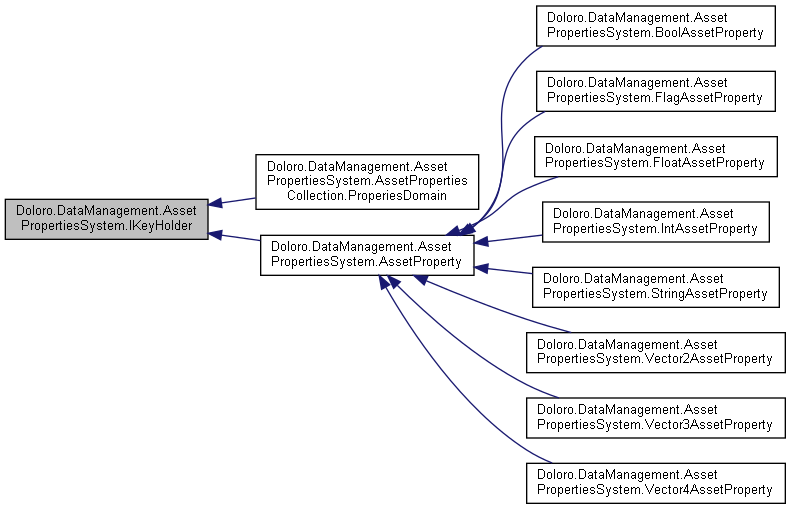 Doloro.DataManagement.Asset
PropertiesSystem.IKeyHolder
Doloro.DataManagement.Asset
PropertiesSystem.AssetProperties
Collection.ProperiesDomain
Doloro.DataManagement.Asset
PropertiesSystem.AssetProperty
Doloro.DataManagement.Asset
PropertiesSystem.BoolAssetProperty
Doloro.DataManagement.Asset
PropertiesSystem.FlagAssetProperty
Doloro.DataManagement.Asset
PropertiesSystem.FloatAssetProperty
Doloro.DataManagement.Asset
PropertiesSystem.IntAssetProperty
Doloro.DataManagement.Asset
PropertiesSystem.StringAssetProperty
Doloro.DataManagement.Asset
PropertiesSystem.Vector2AssetProperty
Doloro.DataManagement.Asset
PropertiesSystem.Vector3AssetProperty
Doloro.DataManagement.Asset
PropertiesSystem.Vector4AssetProperty